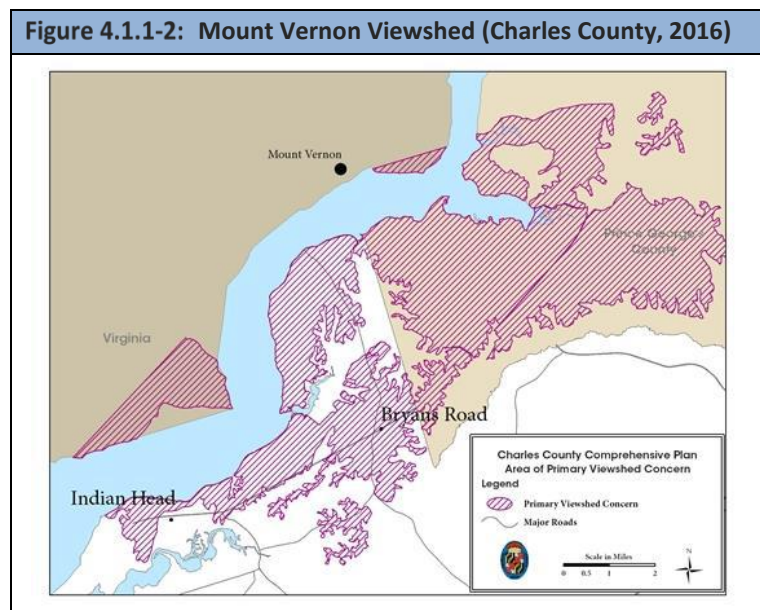 Figure 4.1.1-2: Mount Vernon Viewshed (Charles County, 2016)
Mount Vernon
Prince George's
County
Virginia
Bryans Road
Indian Head
Charles County Comprehensive Plan
Area of Primary Viewshed Concern
Legend
Primary Viewshed Concern
Major Roads
Scale in Miles
0 0.5 1 2
N